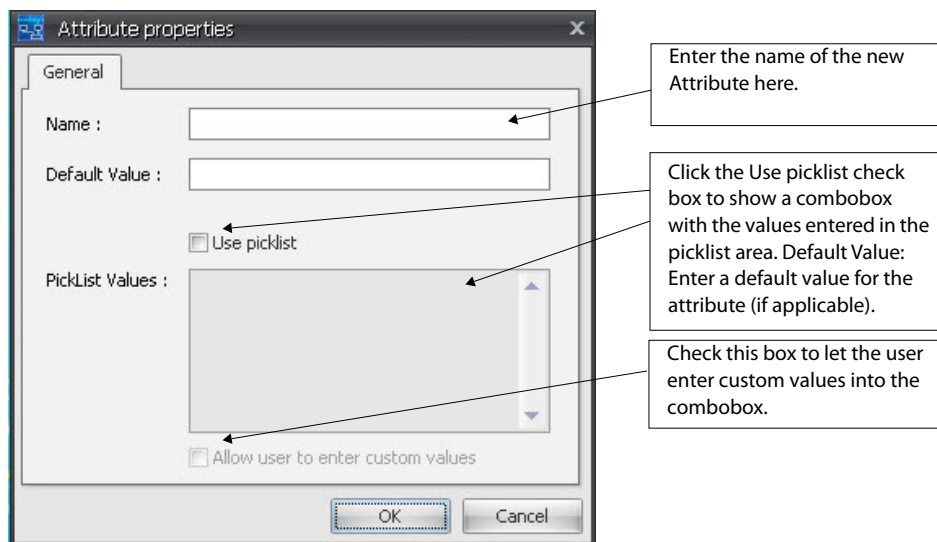 Attribute properties
x
General
Name :
Default Value :
Use picklist
PickList Values :
Allow user to enter custom values
OK
Cancel
Enter the name of the new
Attribute here.
Click the Use picklist check
box to show a combobox
with the values entered in the
picklist area. Default Value:
Enter a default value for the
attribute (if applicable).
Check this box to let the user
enter custom values into the
combobox.